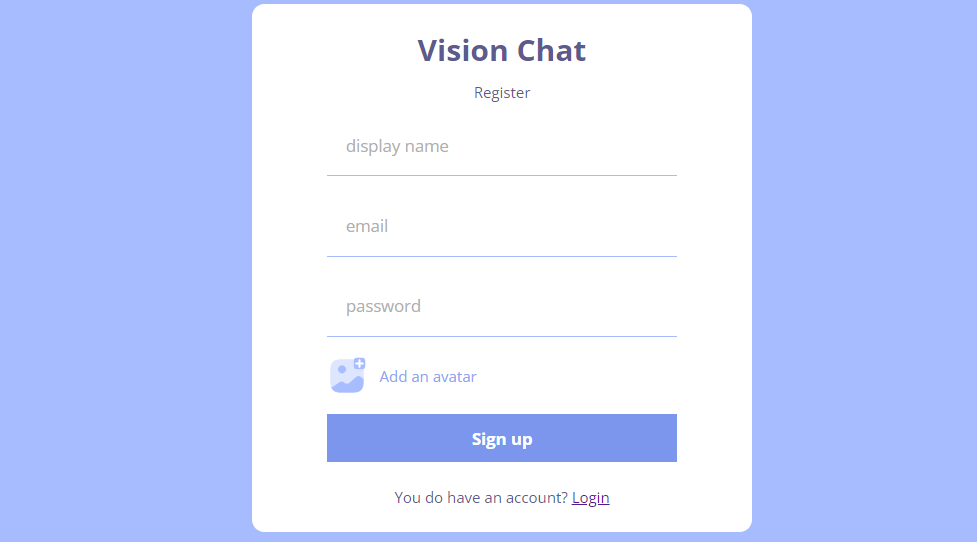 Vision Chat
Register
display name
email
password
Add an avatar
Sign up
You do have an account? Login